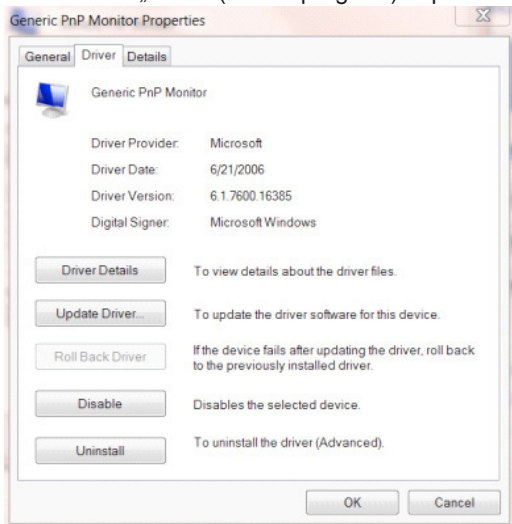 Generic PnP Monitor Properties
General Driver Details
Generic PnP Monitor
Driver Provider: Microsoft
Driver Date: 6/21/2006
Driver Version: 6.1.7600.16385
Digital Signer: Microsoft Windows
Driver Details To view details about the driver files.
Update Driver... To update the driver software for this device.
Roll Back Driver If the device fails after updating the driver, roll back
to the previously installed driver.
Disable Disables the selected device.
Uninstall To uninstall the driver (Advanced).
OK Cancel